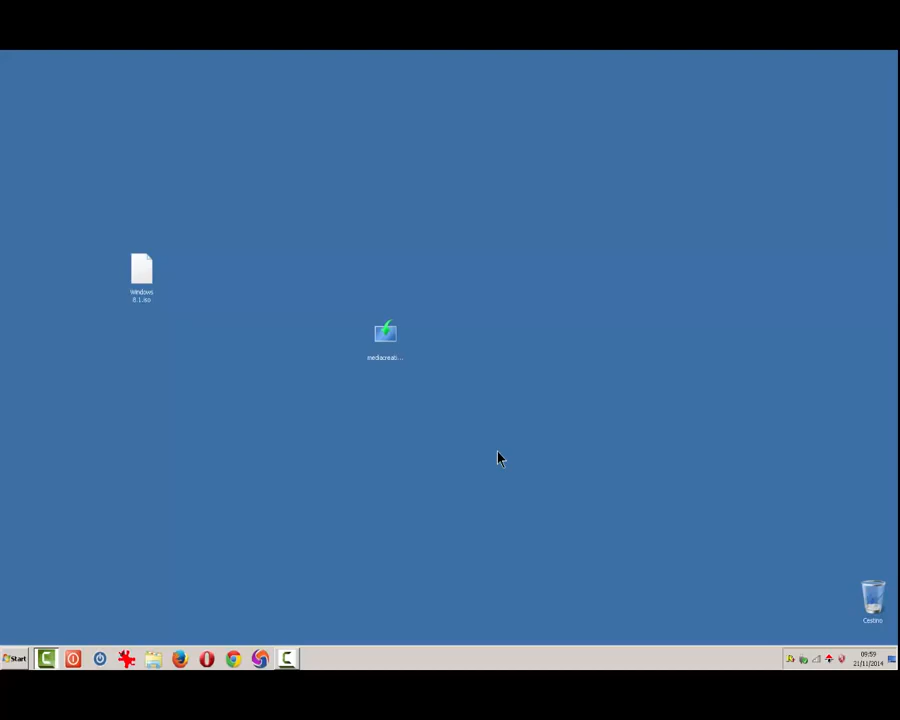 Windows
8.1.iso
mediacreati...
Cestino
Start
09:59
21/11/2014